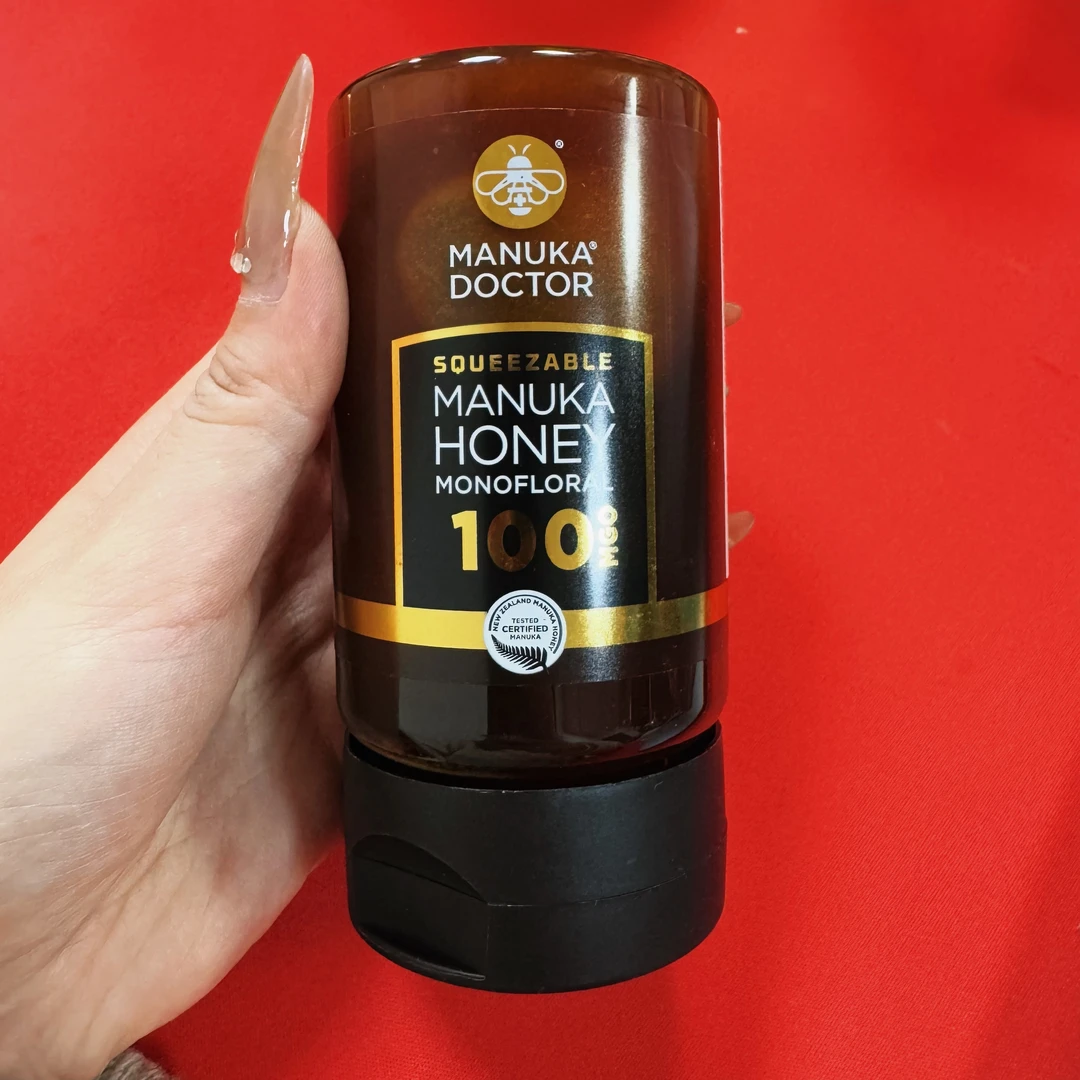 MANUKA®
DOCTOR
SQUEEZABLE
MANUKA
HONEY
MONOFLORAL
100 MGO
NEW ZEALAND MANUKA HONEY
TESTED
CERTIFIED
MANUKA